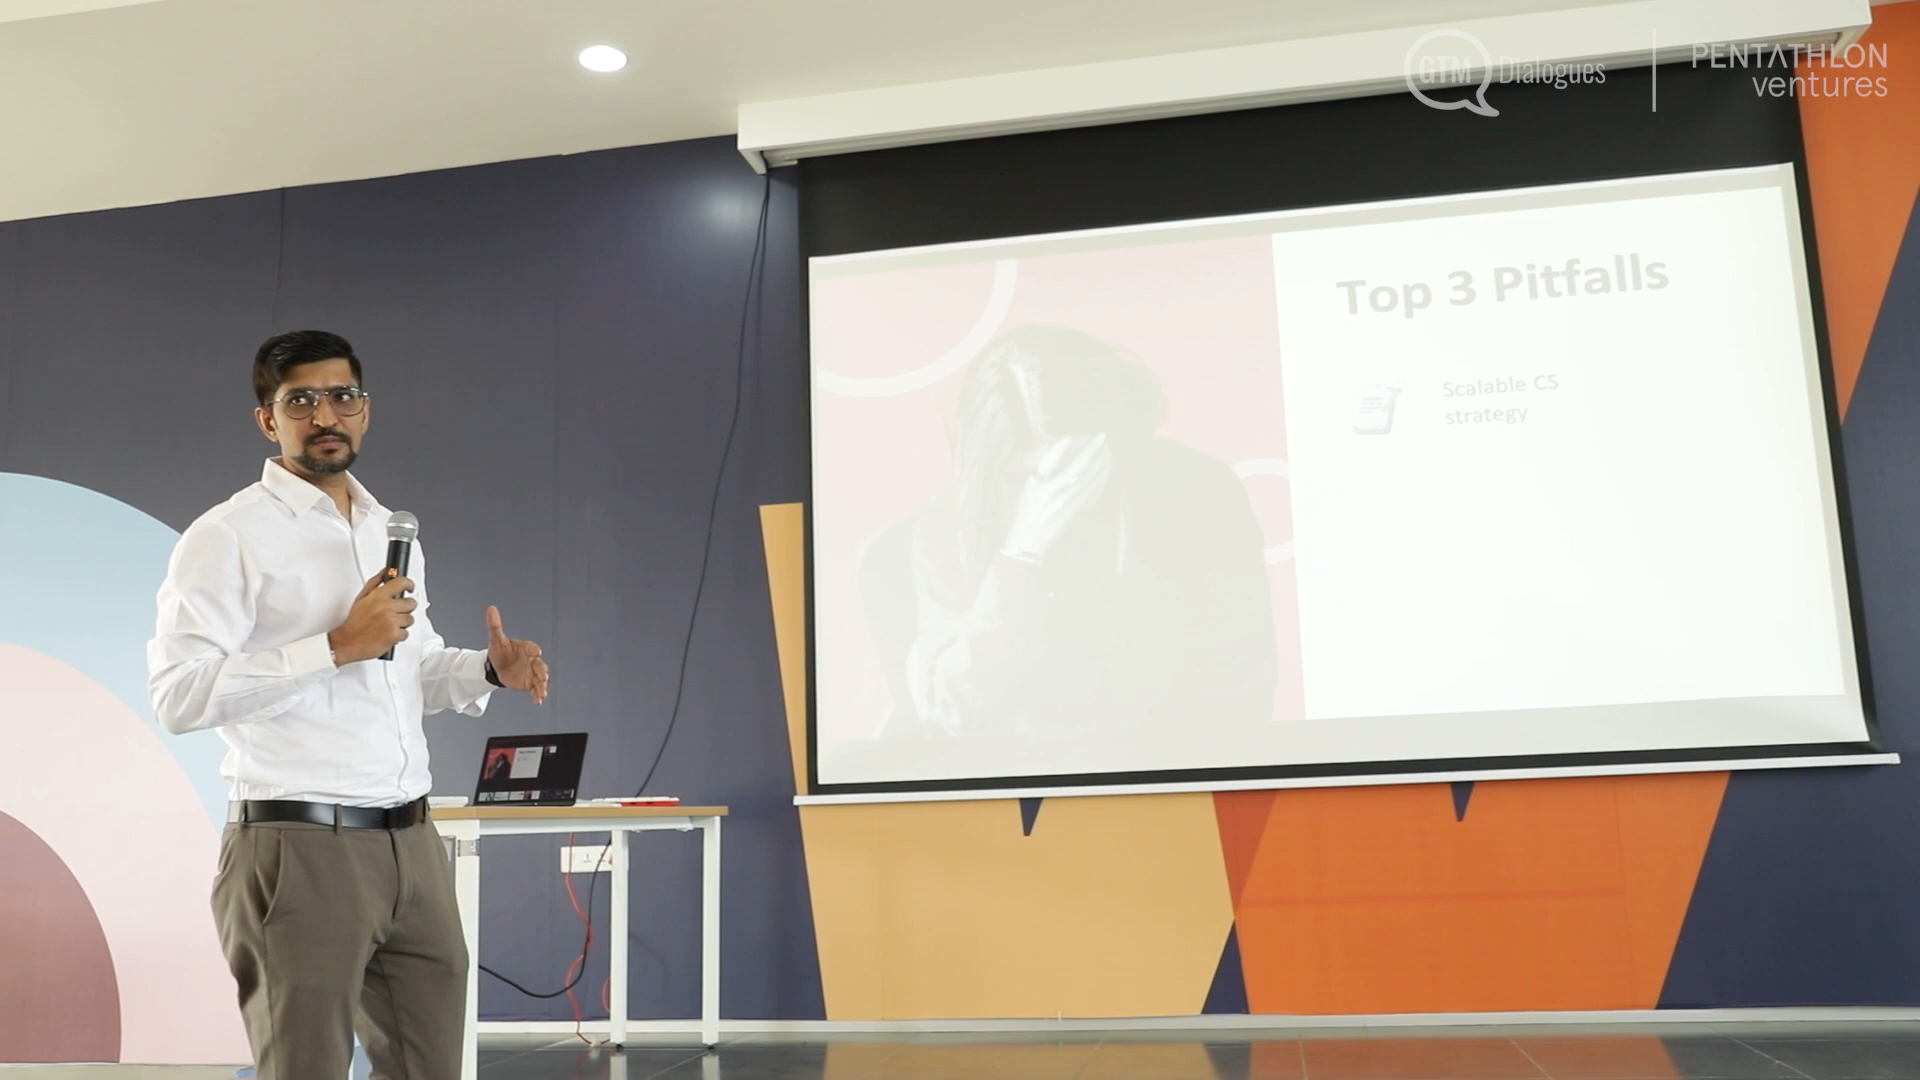 GTM Dialogues
PENTATHLON
ventures
Top 3 Pitfalls
Scalable CS
strategy